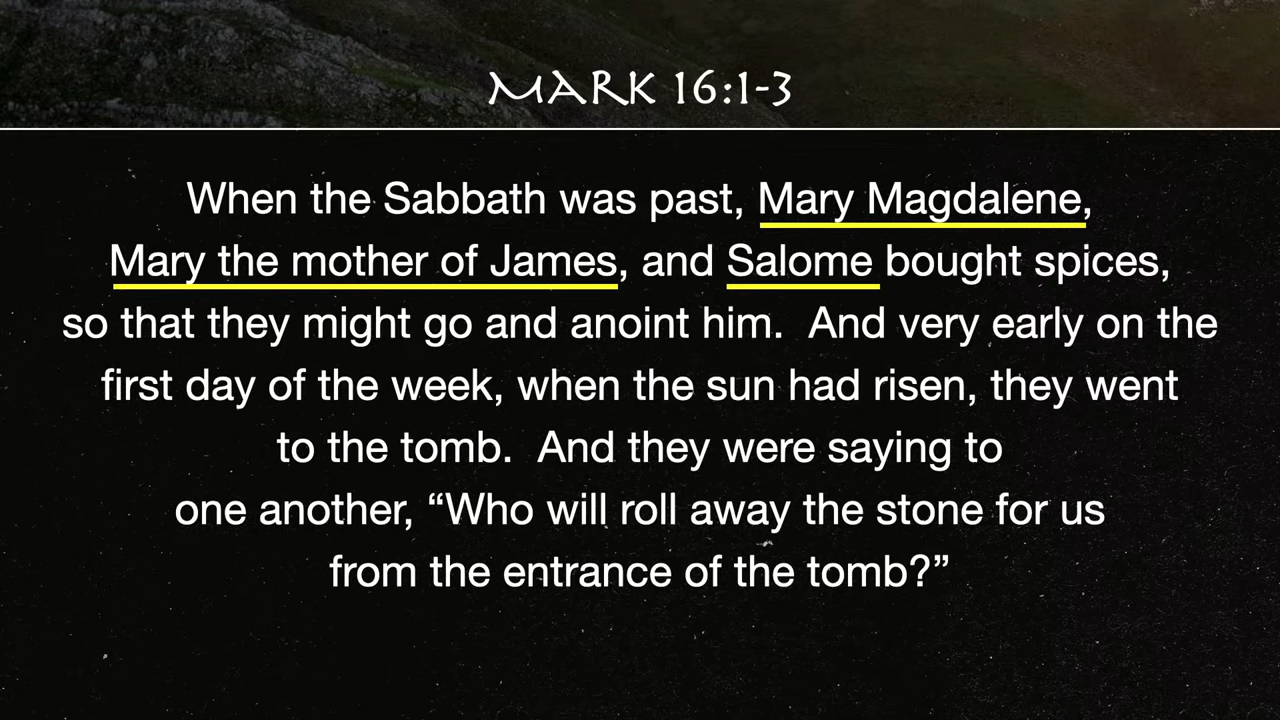 MARK 16:1-3
When the Sabbath was past, Mary Magdalene,
Mary the mother of James, and Salome bought spices,
so that they might go and anoint him.  And very early on the
first day of the week, when the sun had risen, they went
to the tomb.  And they were saying to
one another, “Who will roll away the stone for us
from the entrance of the tomb?”